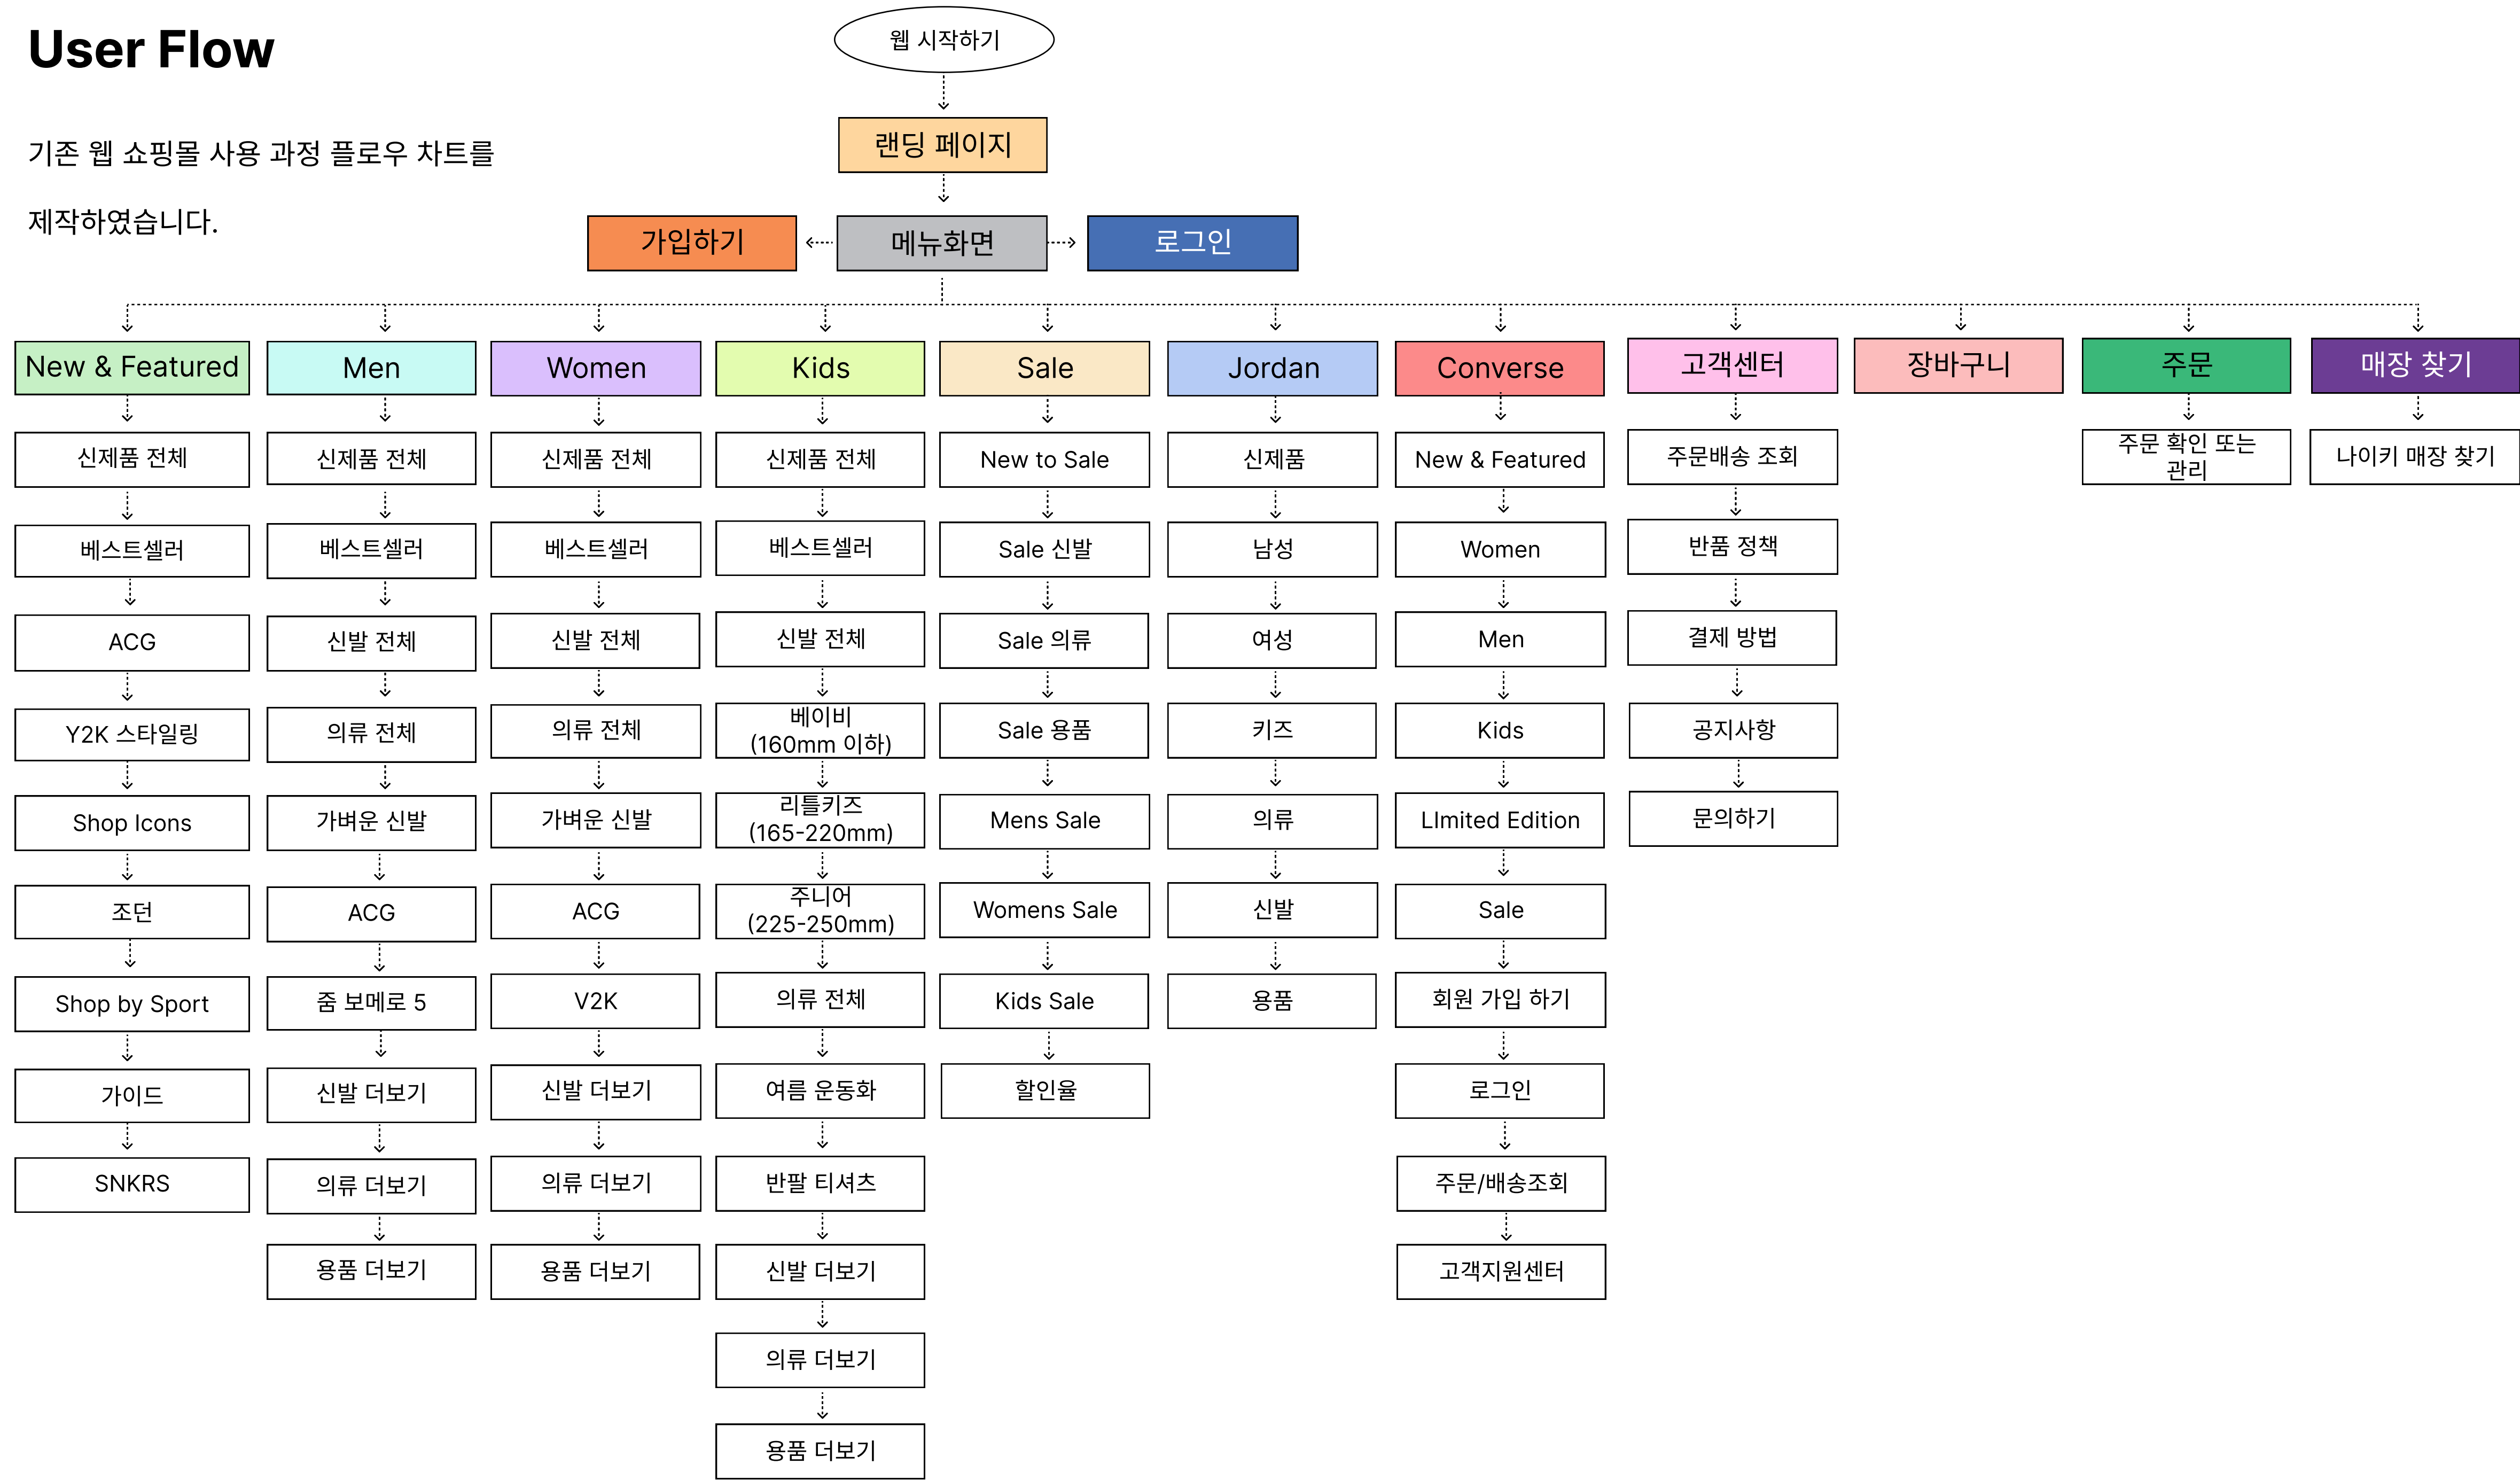 User Flow
기존 웹 쇼핑몰 사용 과정 플로우 차트를
제작하였습니다.
웹 시작하기
랜딩 페이지
가입하기
메뉴화면
로그인
New & Featured
신제품 전체
베스트셀러
ACG
Y2K 스타일링
Shop Icons
조던
Shop by Sport
가이드
SNKRS
Men
신제품 전체
베스트셀러
신발 전체
의류 전체
가벼운 신발
ACG
줌 보메로 5
신발 더보기
의류 더보기
용품 더보기
Women
신제품 전체
베스트셀러
신발 전체
의류 전체
가벼운 신발
ACG
V2K
신발 더보기
의류 더보기
용품 더보기
Kids
신제품 전체
베스트셀러
신발 전체
베이비
(160mm 이하)
리틀키즈
(165-220mm)
주니어
(225-250mm)
의류 전체
여름 운동화
반팔 티셔츠
신발 더보기
의류 더보기
용품 더보기
Sale
New to Sale
Sale 신발
Sale 의류
Sale 용품
Mens Sale
Womens Sale
Kids Sale
할인율
Jordan
신제품
남성
여성
키즈
의류
신발
용품
Converse
New & Featured
Women
Men
Kids
LImited Edition
Sale
회원 가입 하기
로그인
주문/배송조회
고객지원센터
고객센터
주문배송 조회
반품 정책
결제 방법
공지사항
문의하기
장바구니
주문
주문 확인 또는
관리
매장 찾기
나이키 매장 찾기